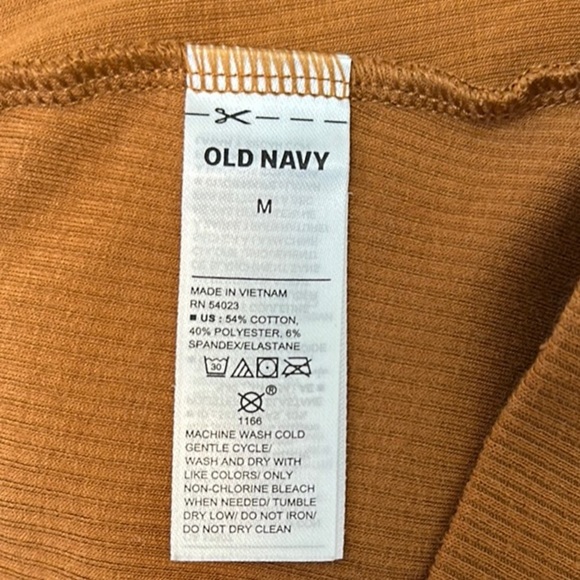 OLD NAVY
M
MADE IN VIETNAM
RN 54023
■ US : 54% COTTON,
40% POLYESTER, 6%
SPANDEX/ELASTANE
30
®
1166
MACHINE WASH COLD
GENTLE CYCLE/
WASH AND DRY WITH
LIKE COLORS/ ONLY
NON-CHLORINE BLEACH
WHEN NEEDED/ TUMBLE
DRY LOW/ DO NOT IRON/
DO NOT DRY CLEAN